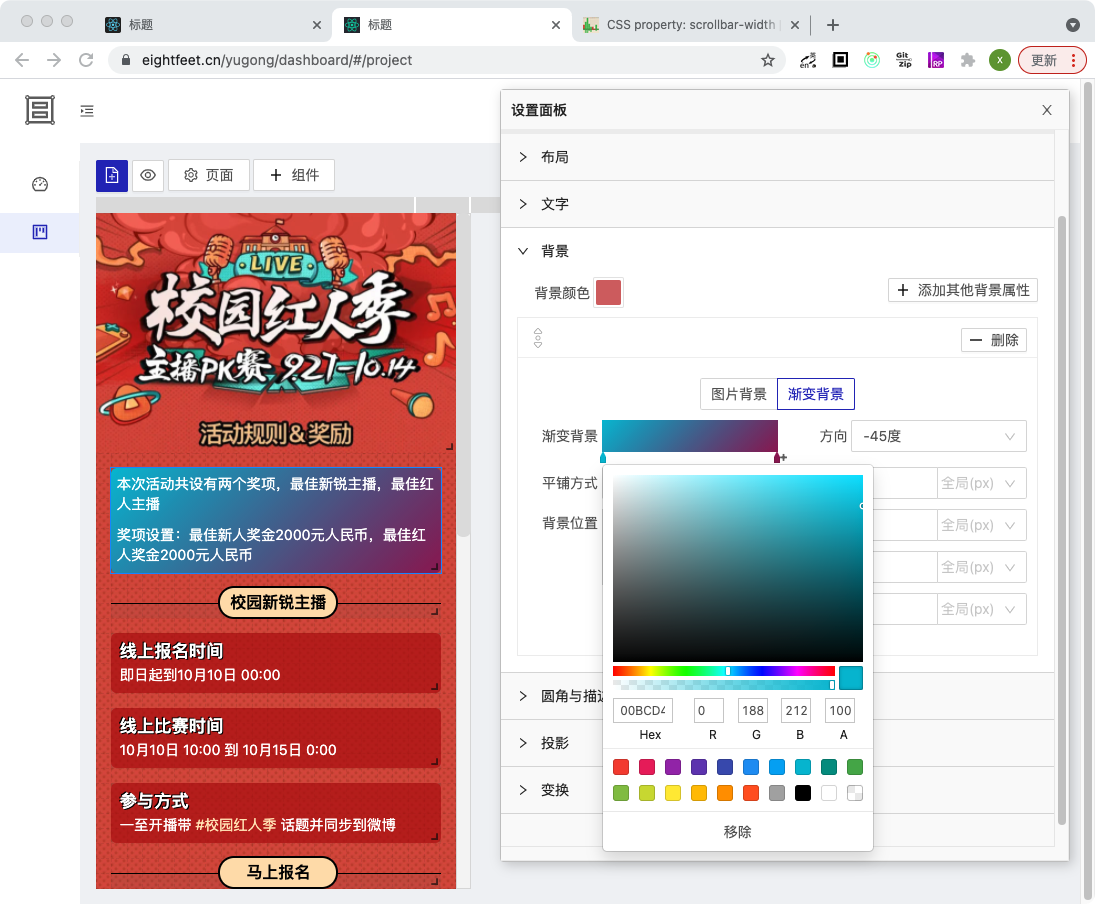 标题
标题
CSS property: scrollbar-width
eightfeet.cn/yugong/dashboard/#/project
en
Git
Zip
RP
X
更新
页面
组件
LIVE
校园红人季
主播PK赛 9.27-10.14
活动规则&奖励
本次活动共设有两个奖项，最佳新锐主播，最佳红
人主播
奖项设置：最佳新人奖金2000元人民币，最佳红
人奖金2000元人民币
校园新锐主播
线上报名时间
即日起到10月10日 00:00
线上比赛时间
10月10日 10:00 到 10月15日 0:00
参与方式
一至开播带 #校园红人季 话题并同步到微博
马上报名
设置面板
布局
文字
背景
背景颜色
添加其他背景属性
删除
图片背景
渐变背景
渐变背景
方向
-45度
平铺方式
全局(px)
背景位置
全局(px)
全局(px)
全局(px)
00BCD4
0
188
212
100
Hex
R
G
B
A
移除
圆角与描边
投影
变换